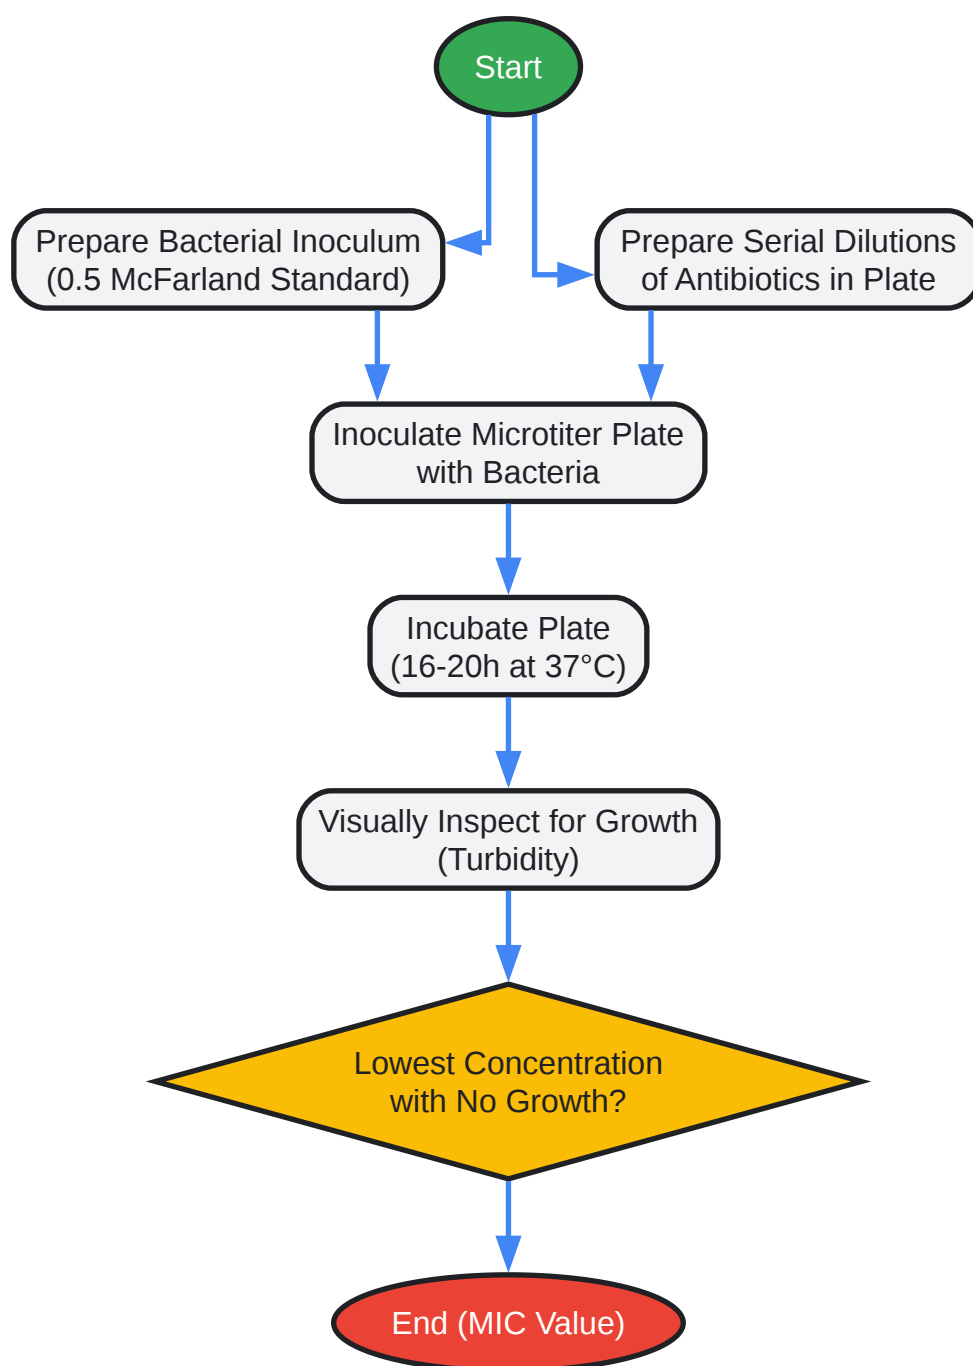 Start
Prepare Bacterial Inoculum
(0.5 McFarland Standard)
Prepare Serial Dilutions
of Antibiotics in Plate
Inoculate Microtiter Plate
with Bacteria
Incubate Plate
(16-20h at 37°C)
Visually Inspect for Growth
(Turbidity)
Lowest Concentration
with No Growth?
End (MIC Value)